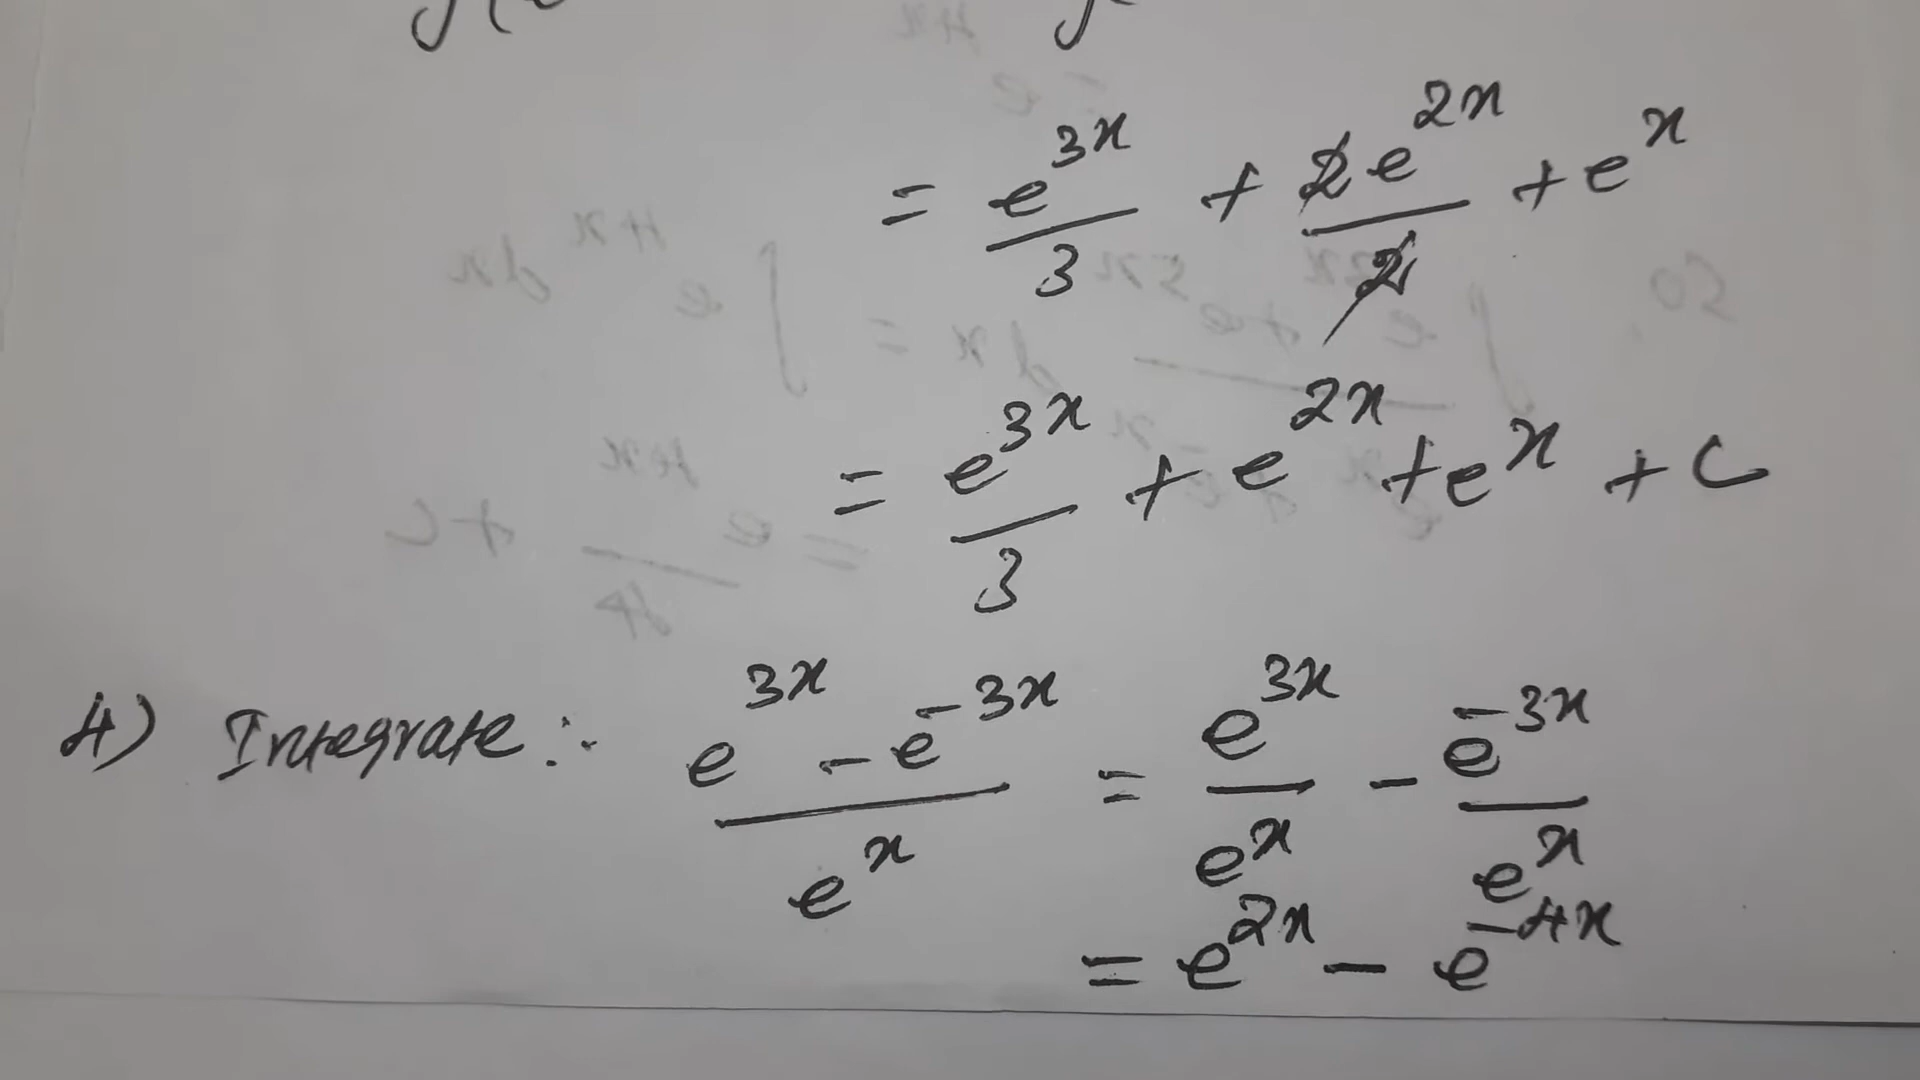 = e^{3x}/3 + 2e^{2x}/2 + e^x
= e^{3x}/3 + e^{2x} + e^x + c
4) Integrate :- (e^{3x} - e^{-3x})/e^x = e^{3x}/e^x - e^{-3x}/e^x
= e^{2x} - e^{-4x}